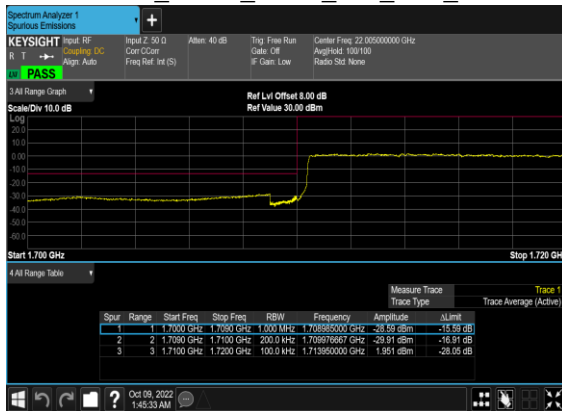 Spectrum Analyzer 1
Spurious Emissions
KEYSIGHT Input: RF Input Z: 50 Ω Atten: 40 dB Trig: Free Run Center Freq: 22.005000000 GHz
R T Coupling: DC Corr CCorr Gate: Off Avg|Hold: 100/100
Align: Auto Freq Ref: Int (S) IF Gain: Low Radio Std: None
PASS
3 All Range Graph
Ref Lvl Offset 8.00 dB
Scale/Div 10.0 dB Ref Value 30.00 dBm
Log
20.0
10.0
0.00
-10.0
-20.0
-30.0
-40.0
-50.0
-60.0
Start 1.700 GHz Stop 1.720 GH
4 All Range Table
Measure Trace Trace 1
Trace Type Trace Average (Active)
Spur Range Start Freq Stop Freq RBW Frequency Amplitude ΔLimit
1 1 1.7000 GHz 1.7090 GHz 1.000 MHz 1.708985000 GHz -28.59 dBm -15.59 dB
2 2 1.7090 GHz 1.7100 GHz 200.0 kHz 1.709976667 GHz -29.91 dBm -16.91 dB
3 3 1.7100 GHz 1.7200 GHz 100.0 kHz 1.713950000 GHz 1.951 dBm -28.05 dB
Oct 09, 2022
1:45:33 AM